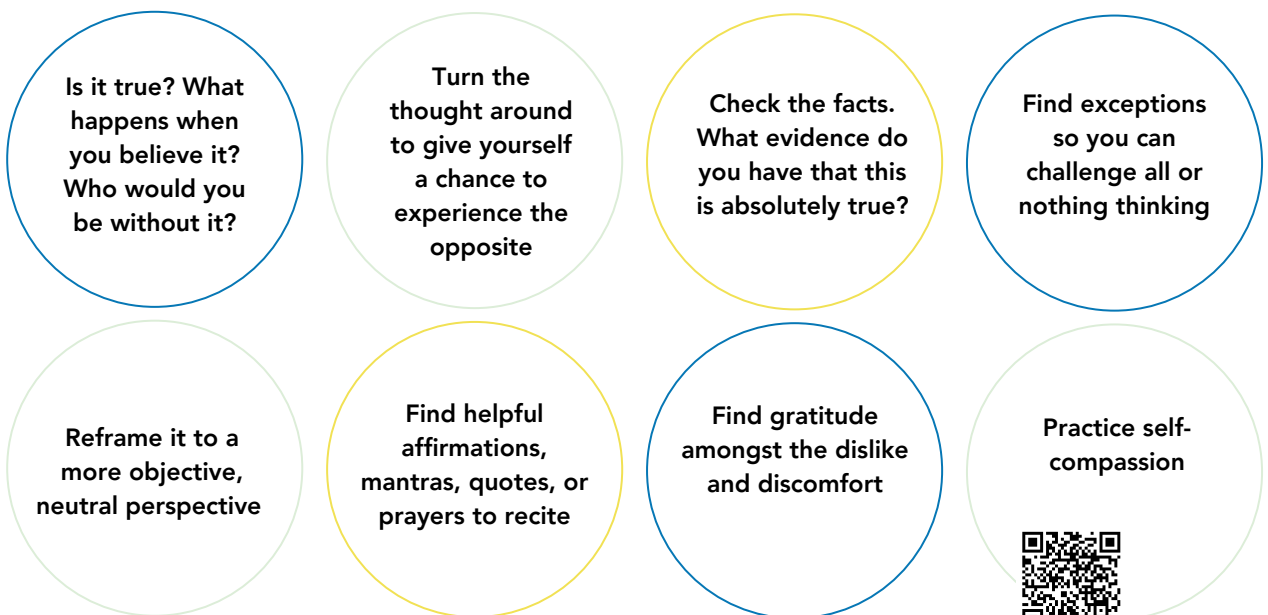 Is it true? What
happens when
you believe it?
Who would you
be without it?
Turn the
thought around
to give yourself
a chance to
experience the
opposite
Check the facts.
What evidence do
you have that this
is absolutely true?
Find exceptions
so you can
challenge all or
nothing thinking
Reframe it to a
more objective,
neutral perspective
Find helpful
affirmations,
mantras, quotes, or
prayers to recite
Find gratitude
amongst the dislike
and discomfort
Practice self-
compassion